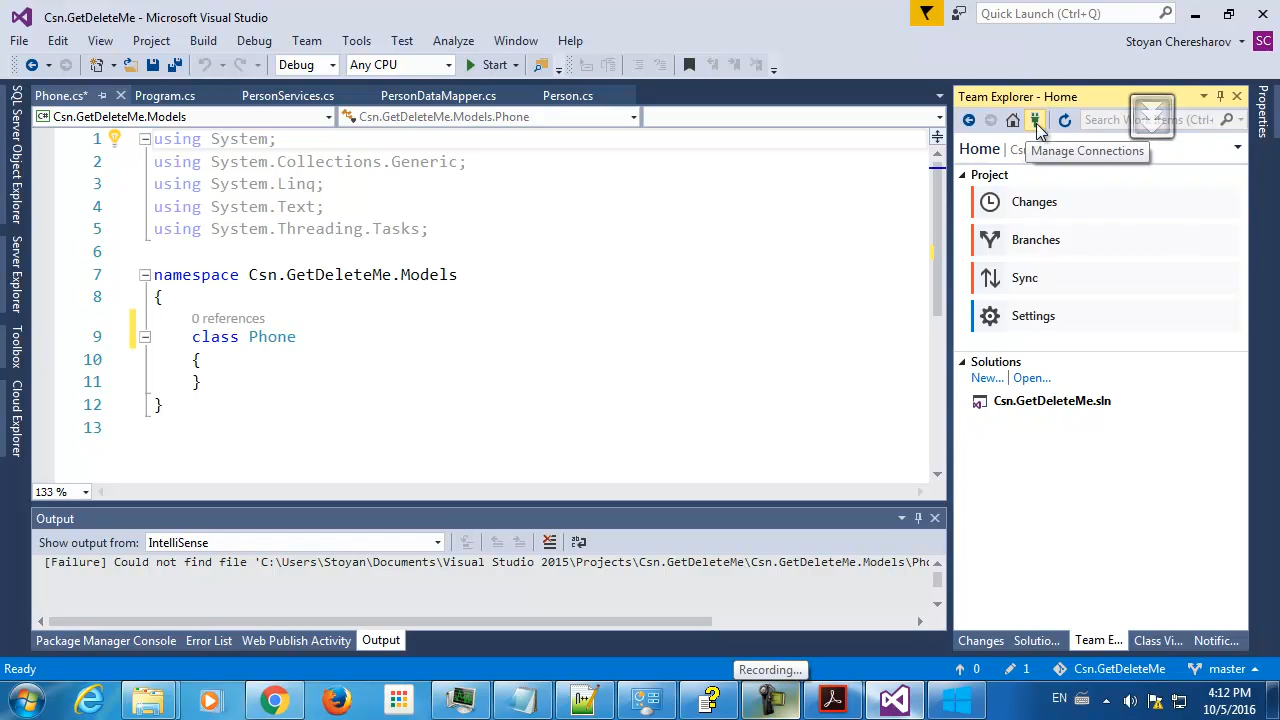 Csn.GetDeleteMe - Microsoft Visual Studio
Quick Launch (Ctrl+Q)
File Edit View Project Build Debug Team Tools Test Analyze Window Help
Stoyan Cheresharov SC
Debug Any CPU Start
Phone.cs* Program.cs PersonServices.cs PersonDataMapper.cs Person.cs
Csn.GetDeleteMe.Models Csn.GetDeleteMe.Models.Phone
SQL Server Object Explorer
Server Explorer
Toolbox
Cloud Explorer
1 using System;
2 using System.Collections.Generic;
3 using System.Linq;
4 using System.Text;
5 using System.Threading.Tasks;
6
7 namespace Csn.GetDeleteMe.Models
8 {
0 references
9 class Phone
10 {
11 }
12 }
13
133 %
Output
Show output from: IntelliSense
[Failure] Could not find file 'C:\Users\Stoyan\Documents\Visual Studio 2015\Projects\Csn.GetDeleteMe\Csn.GetDeleteMe.Models\Pho
Package Manager Console Error List Web Publish Activity Output
Team Explorer - Home
(Ctrl+
Home
Manage Connections
Project
Changes
Branches
Sync
Settings
Solutions
New... Open...
Csn.GetDeleteMe.sln
Changes Solutio... Team E... Class Vi... Notific...
Properties
Ready 0 1 Csn.GetDeleteMe master
Recording...
EN
4:12 PM
10/5/2016